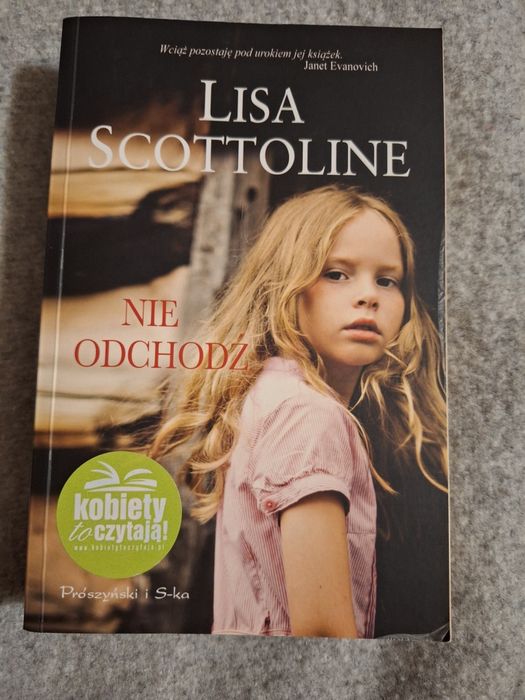 Wciąż pozostaję pod urokiem jej książek.
Janet Evanovich
LISA
SCOTTOLINE
NIE
ODCHODŹ
kobiety
to czytają!
www.kobietytoczytaja.pl
Prószyński i S-ka